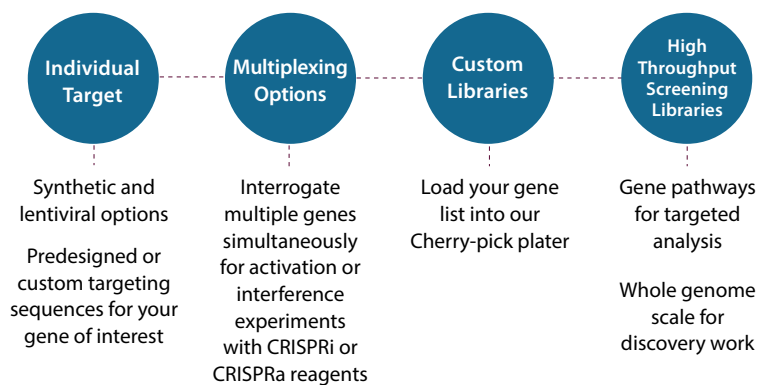 Individual
Target
Multiplexing
Options
Custom
Libraries
High
Throughput
Screening
Libraries
Synthetic and
lentiviral options
Predesigned or
custom targeting
sequences for your
gene of interest
Interrogate
multiple genes
simultaneously
for activation or
interference
experiments
with CRISPRi or
CRISPRa reagents
Load your gene
list into our
Cherry-pick plater
Gene pathways
for targeted
analysis
Whole genome
scale for
discovery work